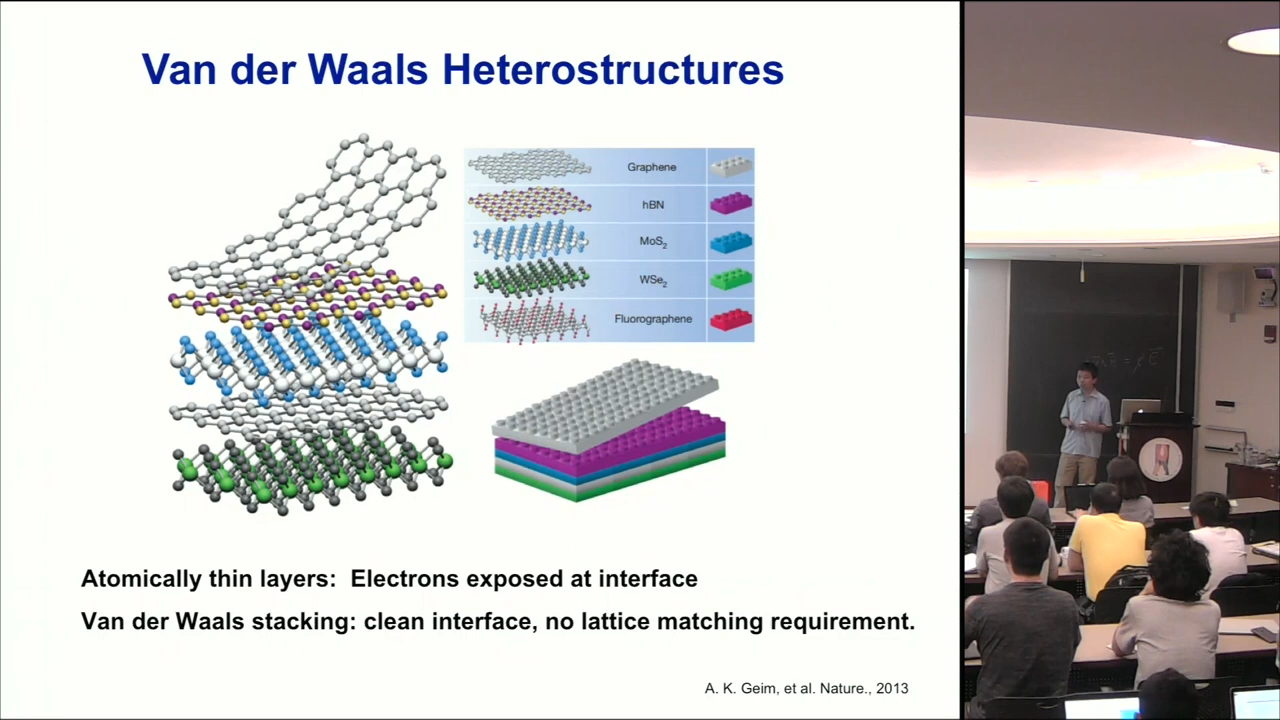 Van der Waals Heterostructures
Graphene
hBN
MoS2
WSe2
Fluorographene
Atomically thin layers: Electrons exposed at interface
Van der Waals stacking: clean interface, no lattice matching requirement.
A. K. Geim, et al. Nature., 2013